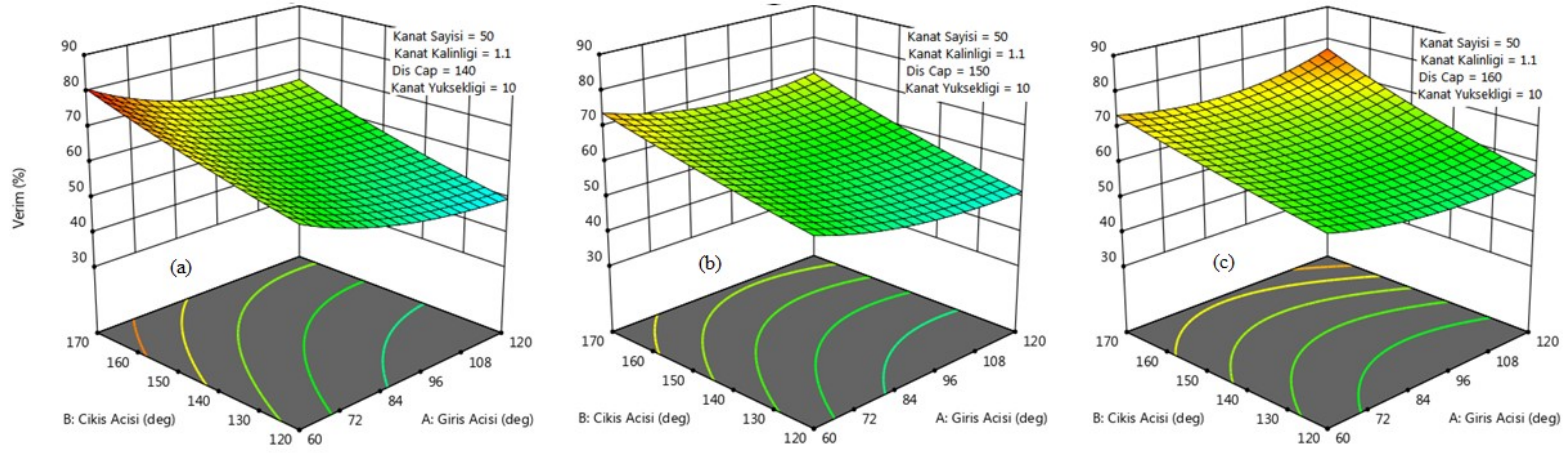 Verim (%)
90
80
70
60
50
40
30
Kanat Sayisi = 50
Kanat Kalinligi = 1.1
Dis Cap = 140
Kanat Yuksekligi = 10
(a)
170
160
150
140
130
120
60
72
84
96
108
120
B: Cikis Acisi (deg)
A: Giris Acisi (deg)
90
80
70
60
50
40
30
Kanat Sayisi = 50
Kanat Kalinligi = 1.1
Dis Cap = 150
Kanat Yuksekligi = 10
(b)
170
160
150
140
130
120
60
72
84
96
108
120
B: Cikis Acisi (deg)
A: Giris Acisi (deg)
90
80
70
60
50
40
30
Kanat Sayisi = 50
Kanat Kalinligi = 1.1
Dis Cap = 160
Kanat Yuksekligi = 10
(c)
170
160
150
140
130
120
60
72
84
96
108
120
B: Cikis Acisi (deg)
A: Giris Acisi (deg)